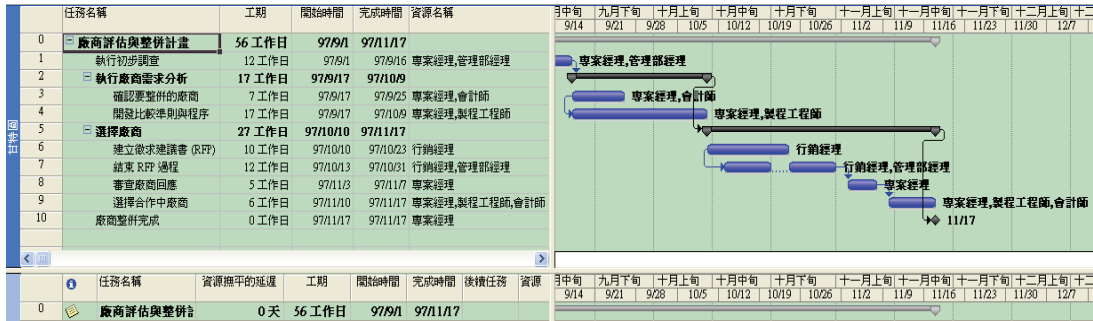 任務名稱 工期 開始時間 完成時間 資源名稱
月中旬 九月下旬 十月上旬 十月中旬 十月下旬 十一月上旬 十一月中旬 十一月下旬 十二月上旬 十二
9/14 9/21 9/28 10/5 10/12 10/19 10/26 11/2 11/9 11/16 11/23 11/30 12/7
0 廠商評估與整併計畫 56 工作日 97/9/1 97/11/17
1 執行初步調查 12 工作日 97/9/1 97/9/16 專案經理,管理部經理 專案經理,管理部經理
2 執行廠商需求分析 17 工作日 97/9/17 97/10/9
3 確認要整併的廠商 7 工作日 97/9/17 97/9/25 專案經理,會計師 專案經理,會計師
4 開發比較準則與程序 17 工作日 97/9/17 97/10/9 專案經理,製程工程師 專案經理,製程工程師
5 選擇廠商 27 工作日 97/10/10 97/11/17
6 建立徵求建議書 (RFP) 10 工作日 97/10/10 97/10/23 行銷經理 行銷經理
7 結束 RFP 過程 12 工作日 97/10/13 97/10/31 行銷經理,管理部經理 行銷經理,管理部經理
8 審查廠商回應 5 工作日 97/11/3 97/11/7 專案經理 專案經理
9 選擇合作中廠商 6 工作日 97/11/10 97/11/17 專案經理,製程工程師,會計師 專案經理,製程工程師,會計師
10 廠商整併完成 0 工作日 97/11/17 97/11/17 專案經理 11/17
甘特圖
任務名稱 資源撫平的延遲 工期 開始時間 完成時間 後續任務 資源
月中旬 九月下旬 十月上旬 十月中旬 十月下旬 十一月上旬 十一月中旬 十一月下旬 十二月上旬 十二
9/14 9/21 9/28 10/5 10/12 10/19 10/26 11/2 11/9 11/16 11/23 11/30 12/7
0 廠商評估與整併 0 天 56 工作日 97/9/1 97/11/17